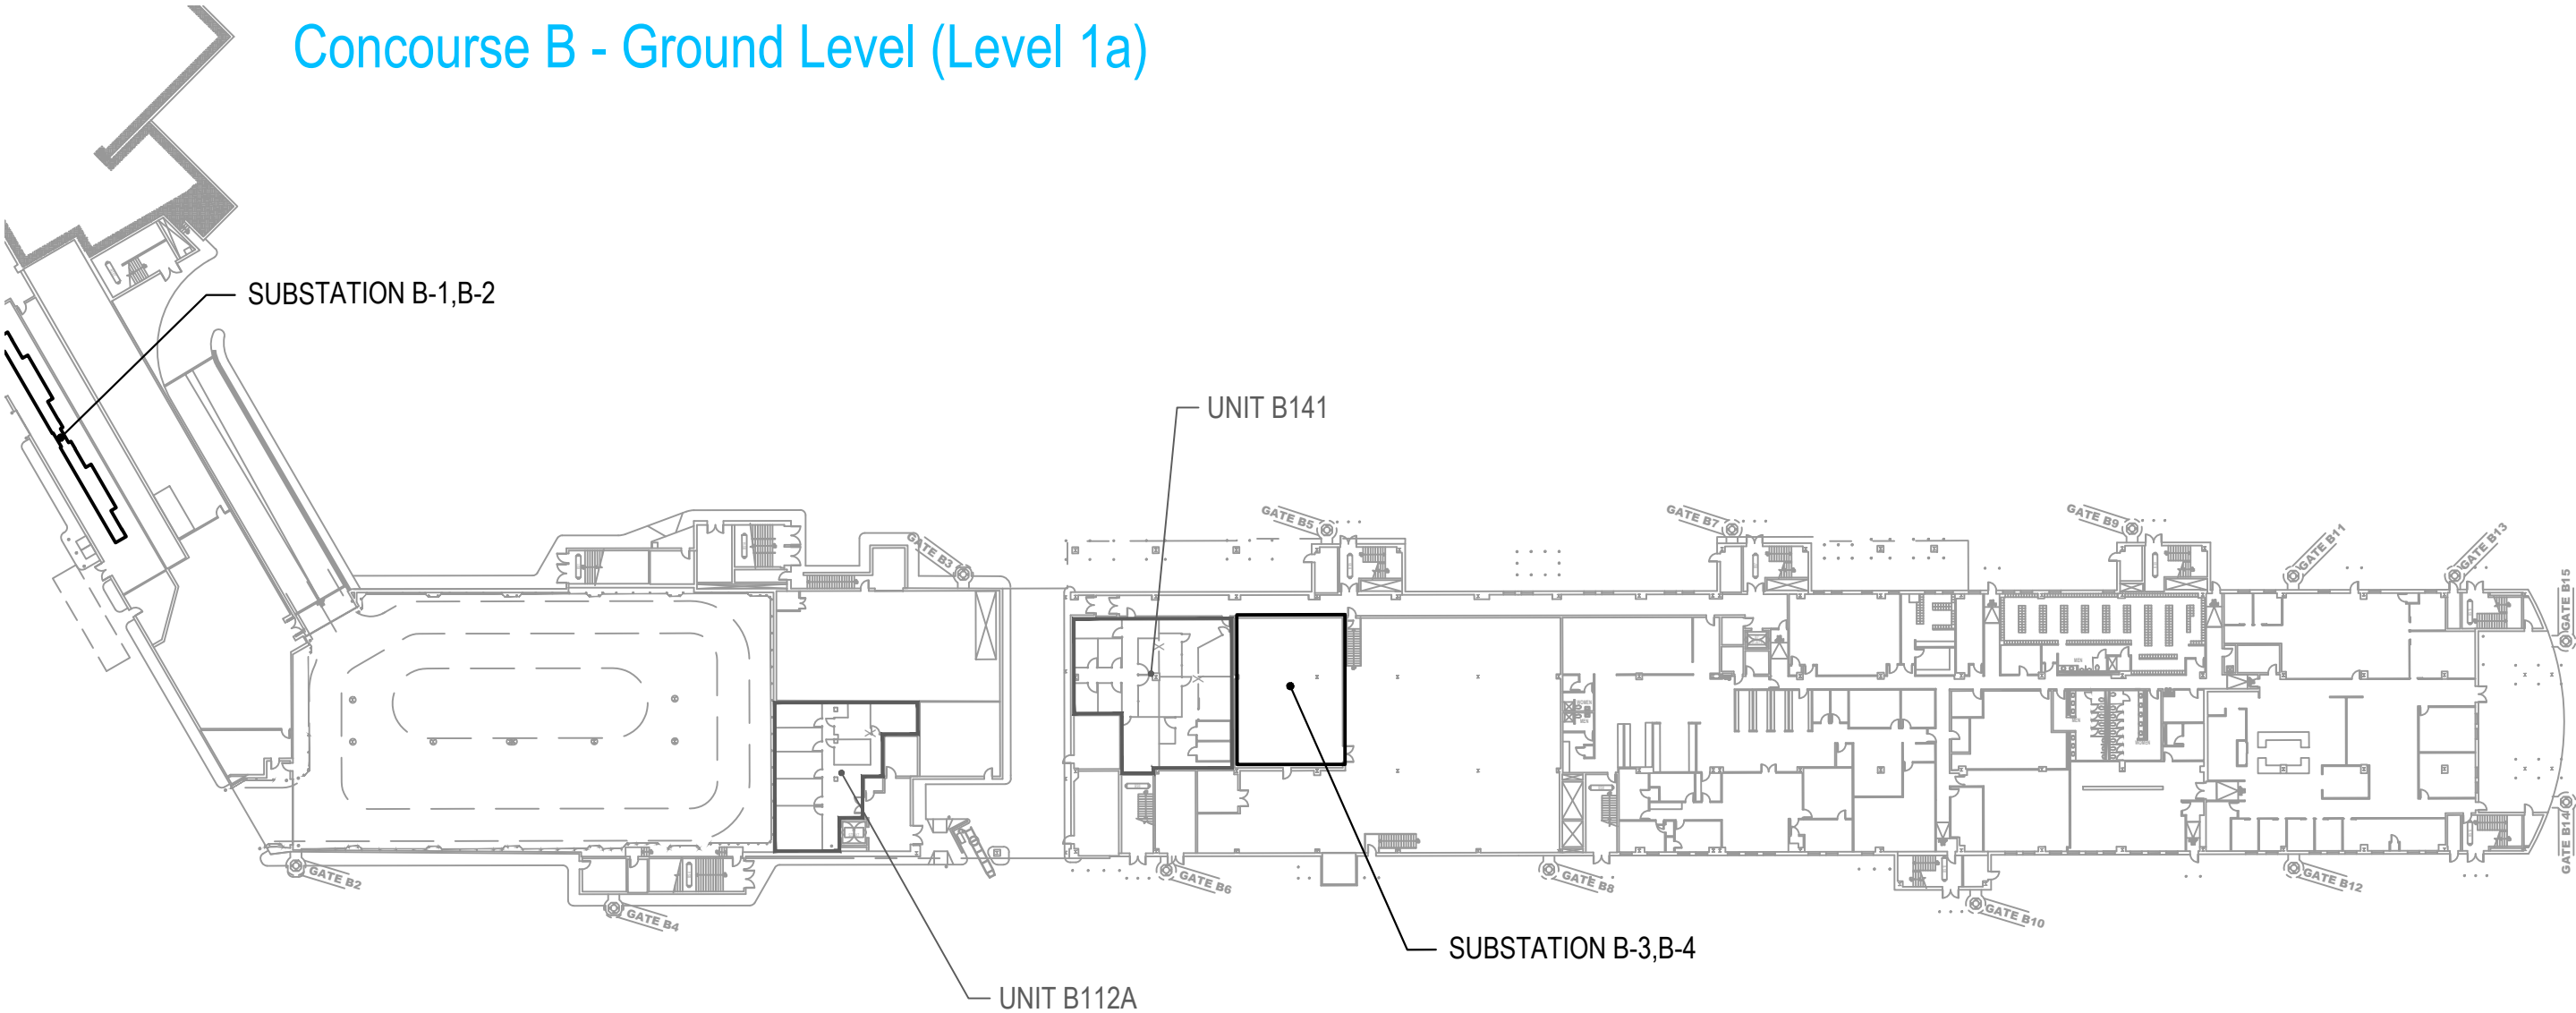 Concourse B - Ground Level (Level 1a)
SUBSTATION B-1,B-2
UNIT B141
GATE B5
GATE B7
GATE B9
GATE B11
GATE B13
GATE B3
GATE B15
GATE B14
GATE B2
GATE B4
GATE B6
GATE B8
GATE B12
GATE B10
SUBSTATION B-3,B-4
UNIT B112A